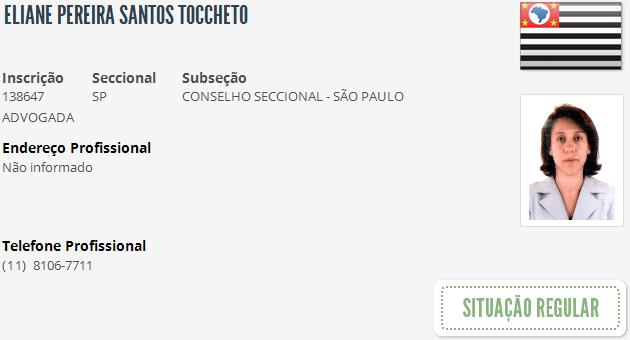 ELIANE PEREIRA SANTOS TOCCHETO
Inscrição Seccional Subseção
138647 SP CONSELHO SECCIONAL - SÃO PAULO
ADVOGADA
Endereço Profissional
Não informado
Telefone Profissional
(11) 8106-7711
SITUAÇÃO REGULAR